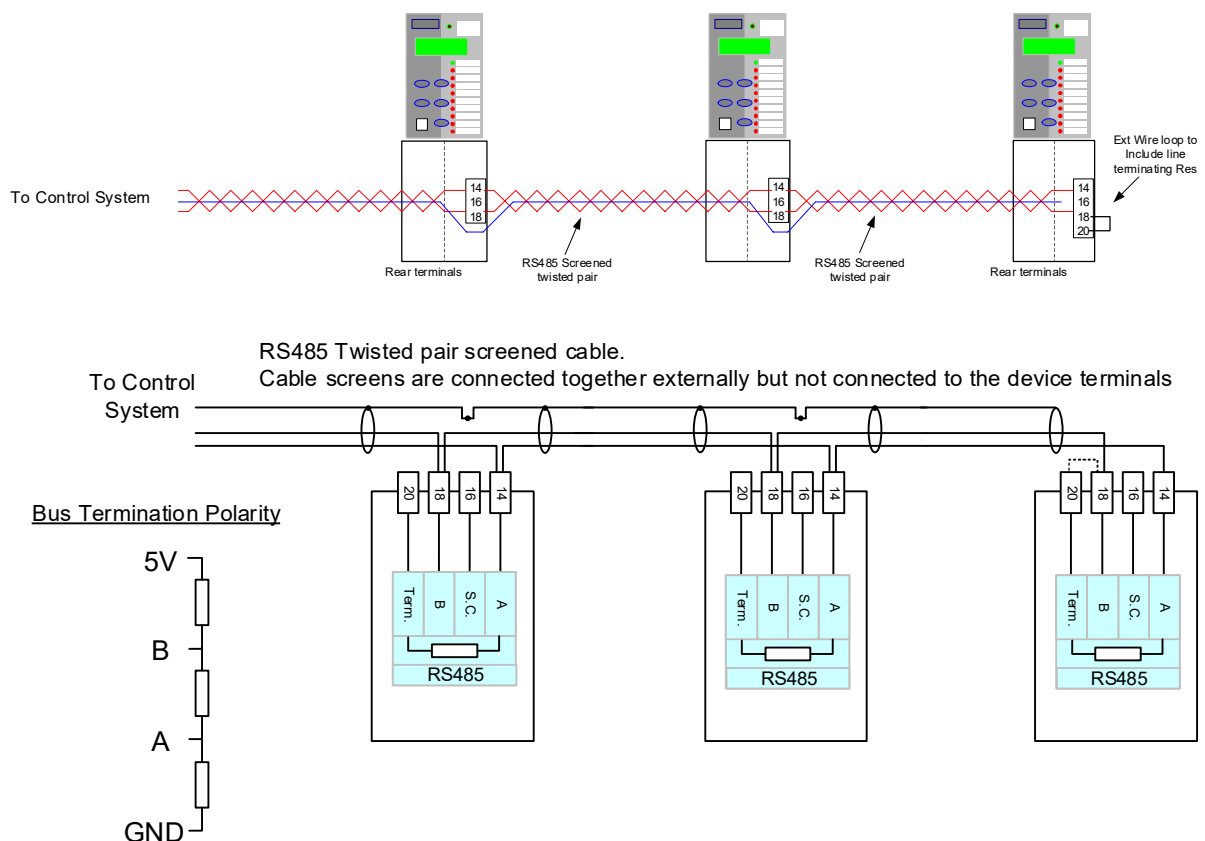 14
16
18
14
16
18
Ext Wire loop to
Include line
terminating Res
14
16
18
20
To Control System
Rear terminals
RS485 Screened
twisted pair
RS485 Screened
twisted pair
Rear terminals
RS485 Twisted pair screened cable.
Cable screens are connected together externally but not connected to the device terminals
To Control
System
20
18
16
14
20
18
16
14
20
18
16
14
Bus Termination Polarity
5V
B
A
GND
Term.
B
S.C.
A
RS485
Term.
B
S.C.
A
RS485
Term.
B
S.C.
A
RS485